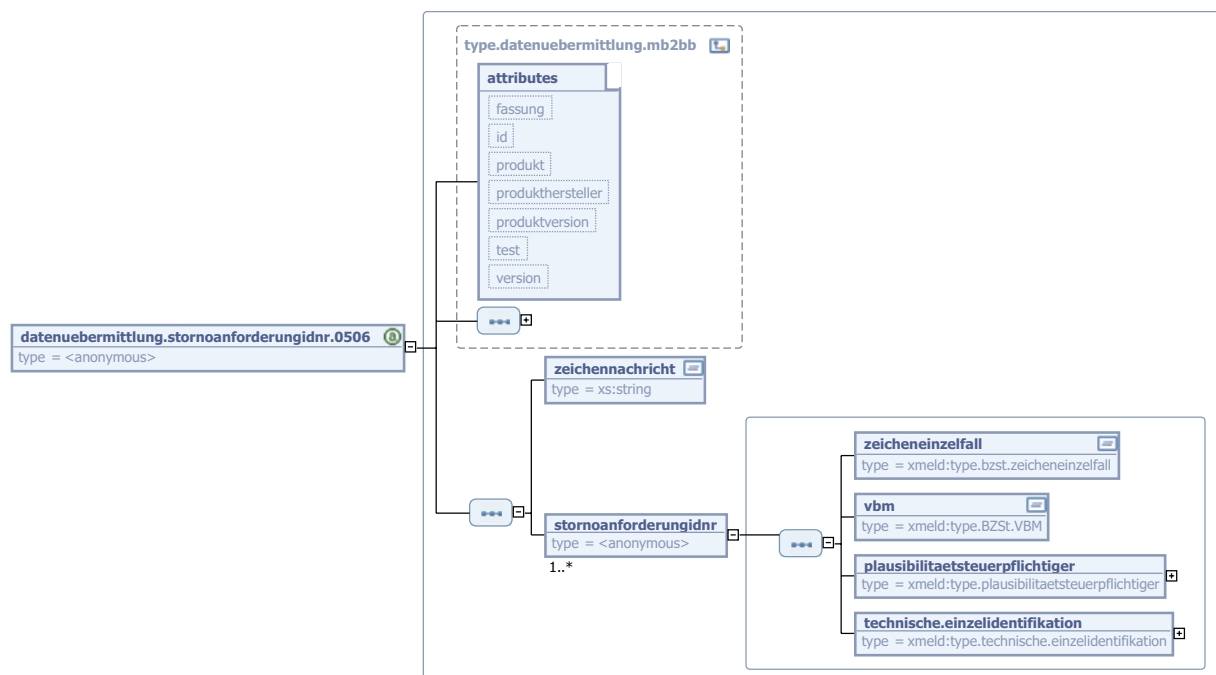 type.datenuebermittlung.mb2bb
attributes
fassung
id
produkt
produkthersteller
produktversion
test
version
datenuebermittlung.stornoanforderungidnr.0506
type = <anonymous>
zeichennachricht
type = xs:string
stornoanforderungidnr
type = <anonymous>
1..*
zeicheneinzelfall
type = xmeld:type.bzst.zeicheneinzelfall
vbm
type = xmeld:type.BZSt.VBM
plausibilitaetsteuerpflichtiger
type = xmeld:type.plausibilitaetsteuerpflichtiger
technische.einzelidentifikation
type = xmeld:type.technische.einzelidentifikation